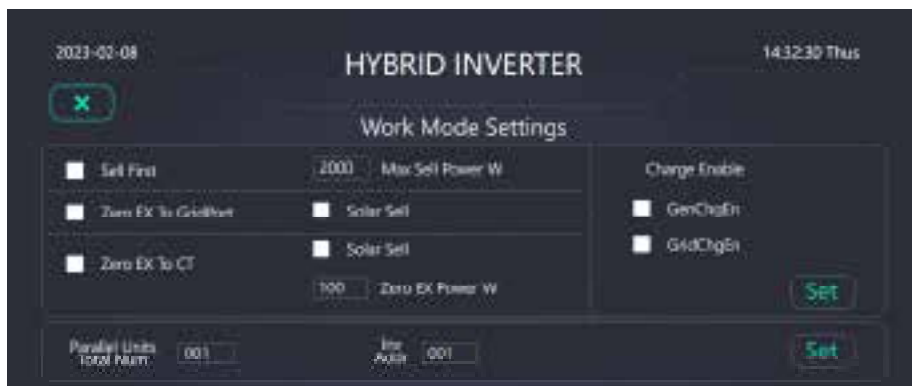 2023-02-08
HYBRID INVERTER
14:32:30 Thus
Work Mode Settings
Sell First
2000 Max Sell Power W
Charge Enable
Zero EX To GridPort
Solar Sell
GenChgEn
Zero EX To CT
Solar Sell
GridChgEn
100 Zero EX Power W
Set
Parallel Units
Total Num
001
Inv
Addr
001
Set